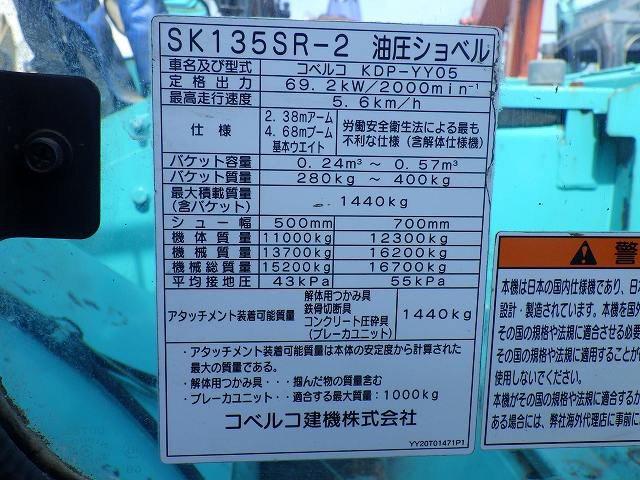 SK135SR-2 油圧ショベル
車名及び型式 コベルコ KDP-YY05
定格出力 69.2kW/2000min⁻¹
最高走行速度 5.6km/h
仕様 2.38mアーム 4.68mブーム 基本ウエイト 労働安全衛生法による最も不利な仕様(含解体仕様機)
バケット容量 0.24m³ ~ 0.57m³
バケット質量 280kg ~ 400kg
最大積載質量(含バケット) 1440kg
シュー幅 500mm 700mm
機体質量 11000kg 12300kg
機械質量 13700kg 16200kg
機械総質量 15200kg 16700kg
平均接地圧 43kPa 55kPa
アタッチメント装着可能質量 解体用つかみ具 鉄骨切断具 コンクリート圧砕具 (ブレーカユニット) 1440kg
・アタッチメント装着可能質量は本体の安定度から計算された
最大の質量である。
・解体用つかみ具・・・掴んだ物の質量含む
・ブレーカユニット・・適合する最大質量:1000kg
コベルコ建機株式会社
YY20T01471P1
警
本機は日本の国内仕様機であり、日本
設計・製造されています。本機を国外
その国の規格や法規に適合させる必要
その国の規格や法規に適用することが
使用しないでください。
本機がその国の規格や法規に適合するか
ある場合には、弊社海外代理店に事前に